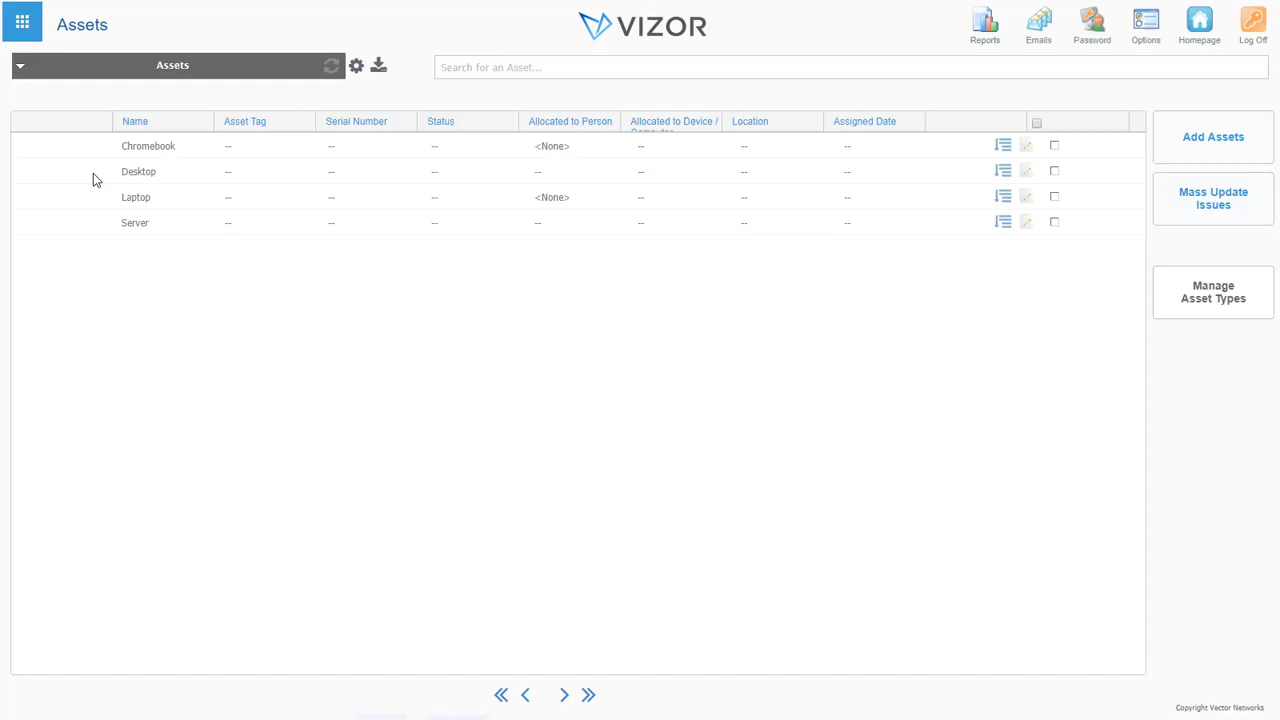 Assets
VIZOR
Reports
Emails
Password
Options
Homepage
Log Off
Assets
Search for an Asset...
Name
Asset Tag
Serial Number
Status
Allocated to Person
Allocated to Device /
Computer
Location
Assigned Date
Chromebook -- -- -- <None> -- -- --
Desktop -- -- -- -- -- -- --
Laptop -- -- -- <None> -- -- --
Server -- -- -- -- -- -- --
Add Assets
Mass Update
Issues
Manage
Asset Types
Copyright Vector Networks